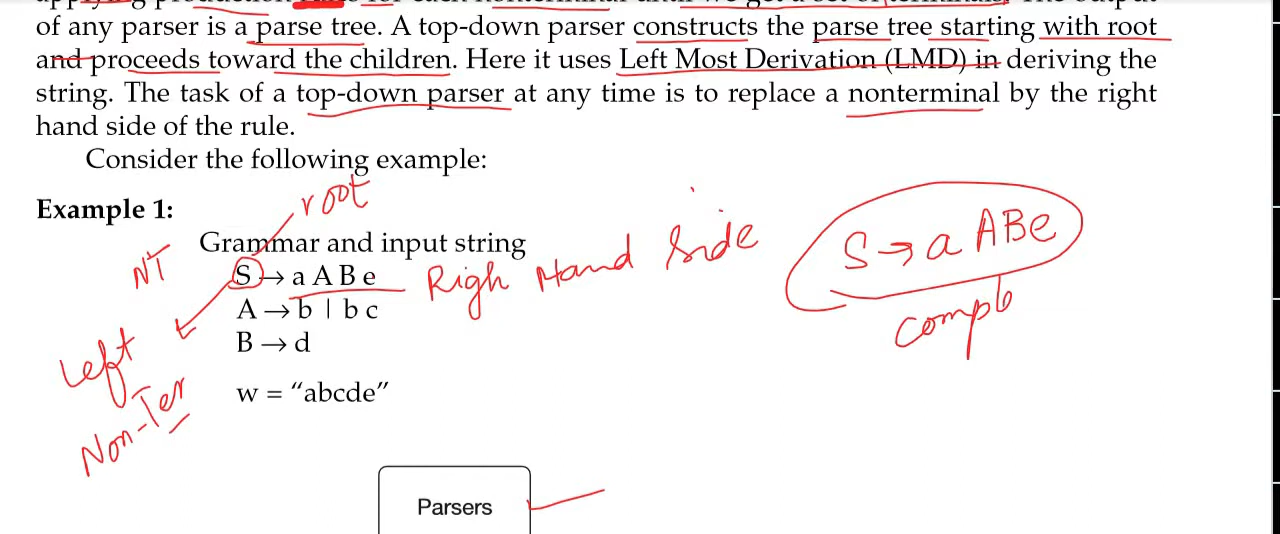 of any parser is a parse tree. A top-down parser constructs the parse tree starting with root
and proceeds toward the children. Here it uses Left Most Derivation (LMD) in deriving the
string. The task of a top-down parser at any time is to replace a nonterminal by the right
hand side of the rule.
Consider the following example:
root
Example 1:
Grammar and input string
NT
S → a A B e
Righ Hand Side
S → a ABe
A → b | b c
compl
B → d
Left
Non-Ter
w = “abcde”
Parsers